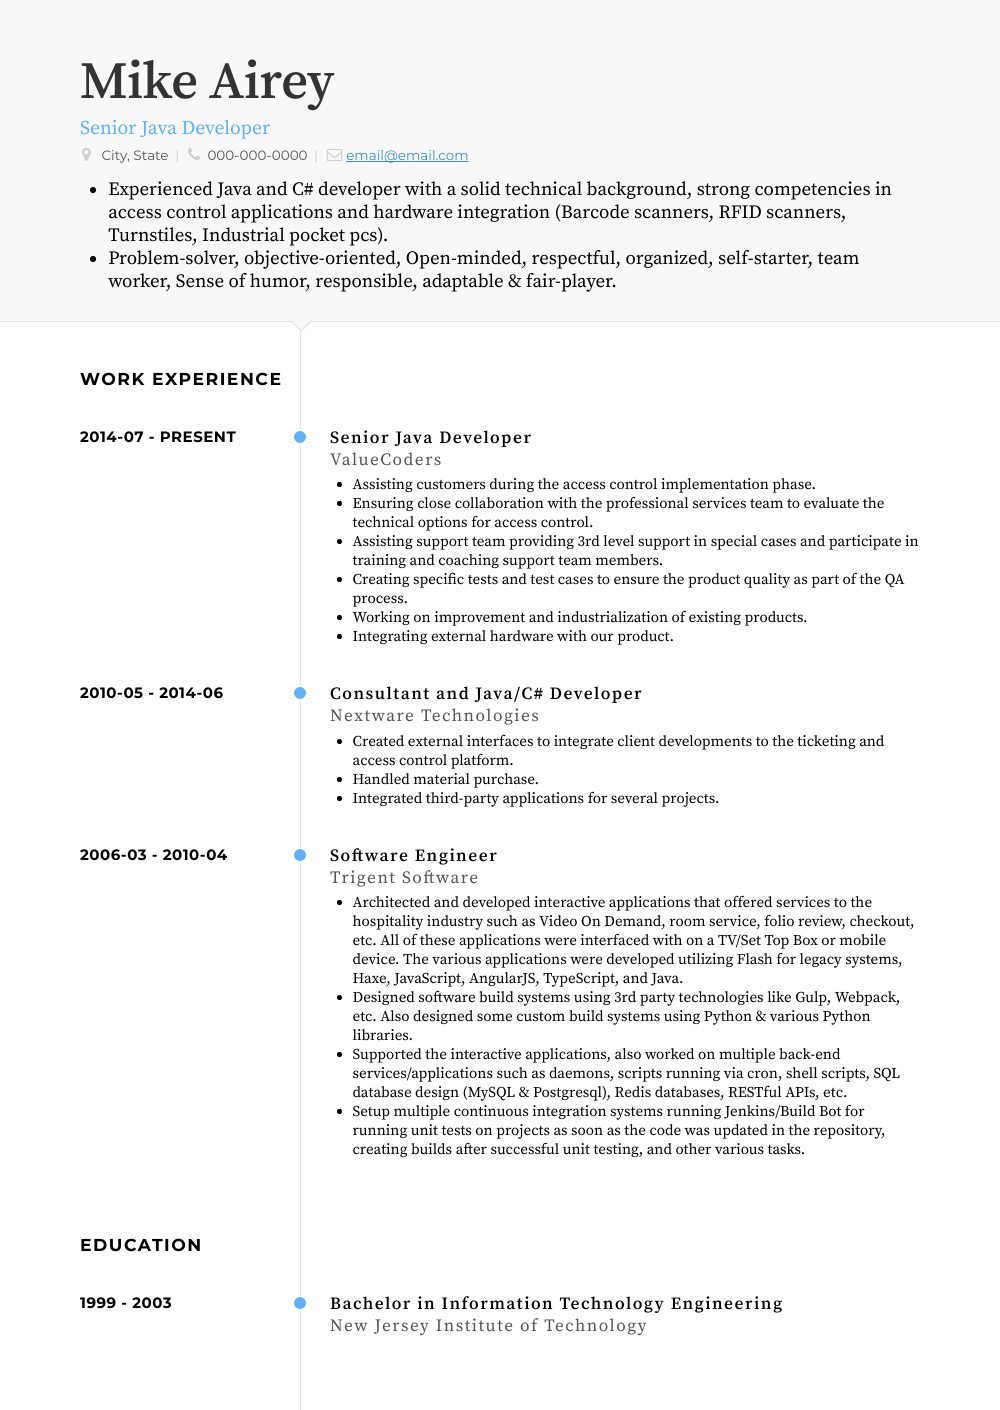 Mike Airey
Senior Java Developer
City, State | 000-000-0000 | email@email.com
• Experienced Java and C# developer with a solid technical background, strong competencies in
access control applications and hardware integration (Barcode scanners, RFID scanners,
Turnstiles, Industrial pocket pcs).
• Problem-solver, objective-oriented, Open-minded, respectful, organized, self-starter, team
worker, Sense of humor, responsible, adaptable & fair-player.
WORK EXPERIENCE
2014-07 - PRESENT
Senior Java Developer
ValueCoders
• Assisting customers during the access control implementation phase.
• Ensuring close collaboration with the professional services team to evaluate the
technical options for access control.
• Assisting support team providing 3rd level support in special cases and participate in
training and coaching support team members.
• Creating specific tests and test cases to ensure the product quality as part of the QA
process.
• Working on improvement and industrialization of existing products.
• Integrating external hardware with our product.
2010-05 - 2014-06
Consultant and Java/C# Developer
Nextware Technologies
• Created external interfaces to integrate client developments to the ticketing and
access control platform.
• Handled material purchase.
• Integrated third-party applications for several projects.
2006-03 - 2010-04
Software Engineer
Trigent Software
• Architected and developed interactive applications that offered services to the
hospitality industry such as Video On Demand, room service, folio review, checkout,
etc. All of these applications were interfaced with on a TV/Set Top Box or mobile
device. The various applications were developed utilizing Flash for legacy systems,
Haxe, JavaScript, AngularJS, TypeScript, and Java.
• Designed software build systems using 3rd party technologies like Gulp, Webpack,
etc. Also designed some custom build systems using Python & various Python
libraries.
• Supported the interactive applications, also worked on multiple back-end
services/applications such as daemons, scripts running via cron, shell scripts, SQL
database design (MySQL & Postgresql), Redis databases, RESTful APIs, etc.
• Setup multiple continuous integration systems running Jenkins/Build Bot for
running unit tests on projects as soon as the code was updated in the repository,
creating builds after successful unit testing, and other various tasks.
EDUCATION
1999 - 2003
Bachelor in Information Technology Engineering
New Jersey Institute of Technology